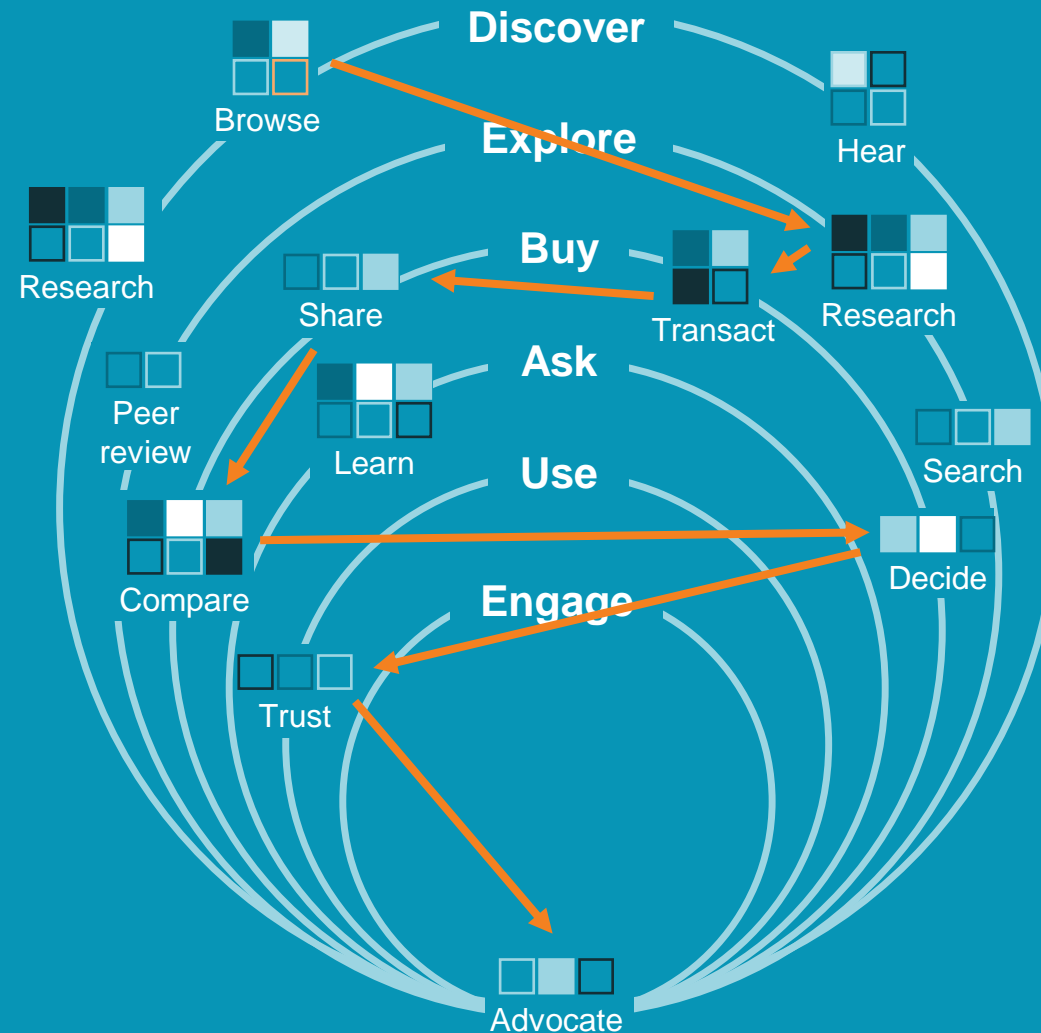 Discover
Browse
Explore
Hear
Research
Buy
Share
Transact
Research
Ask
Peer
review
Learn
Search
Use
Compare
Decide
Engage
Trust
Advocate